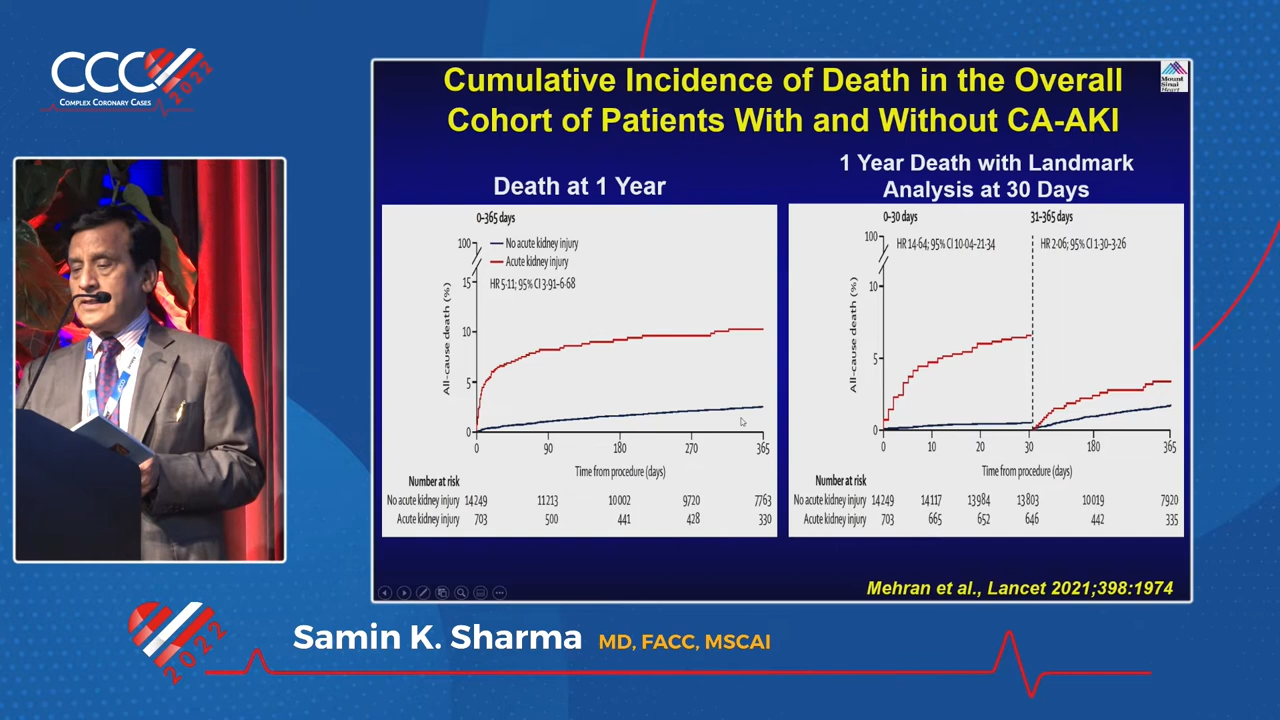 CCC
COMPLEX CORONARY CASES
2022
Cumulative Incidence of Death in the Overall
Cohort of Patients With and Without CA-AKI
Mount
Sinai
Heart
Death at 1 Year
0-365 days
100
No acute kidney injury
Acute kidney injury
15
HR 5·11; 95% CI 3·91-6·68
10
5
0
All-cause death (%)
0 90 180 270 365
Time from procedure (days)
Number at risk
No acute kidney injury 14249 11213 10002 9720 7763
Acute kidney injury 703 500 441 428 330
1 Year Death with Landmark
Analysis at 30 Days
0-30 days 31-365 days
100
HR 14·64; 95% CI 10·04-21·34 HR 2·06; 95% CI 1·30-3·26
10
5
0
All-cause death (%)
0 10 20 30 180 365
Time from procedure (days)
Number at risk
No acute kidney injury 14249 14117 13984 13803 10019 7920
Acute kidney injury 703 665 652 646 442 335
Mehran et al., Lancet 2021;398:1974
2022
Samin K. Sharma MD, FACC, MSCAI